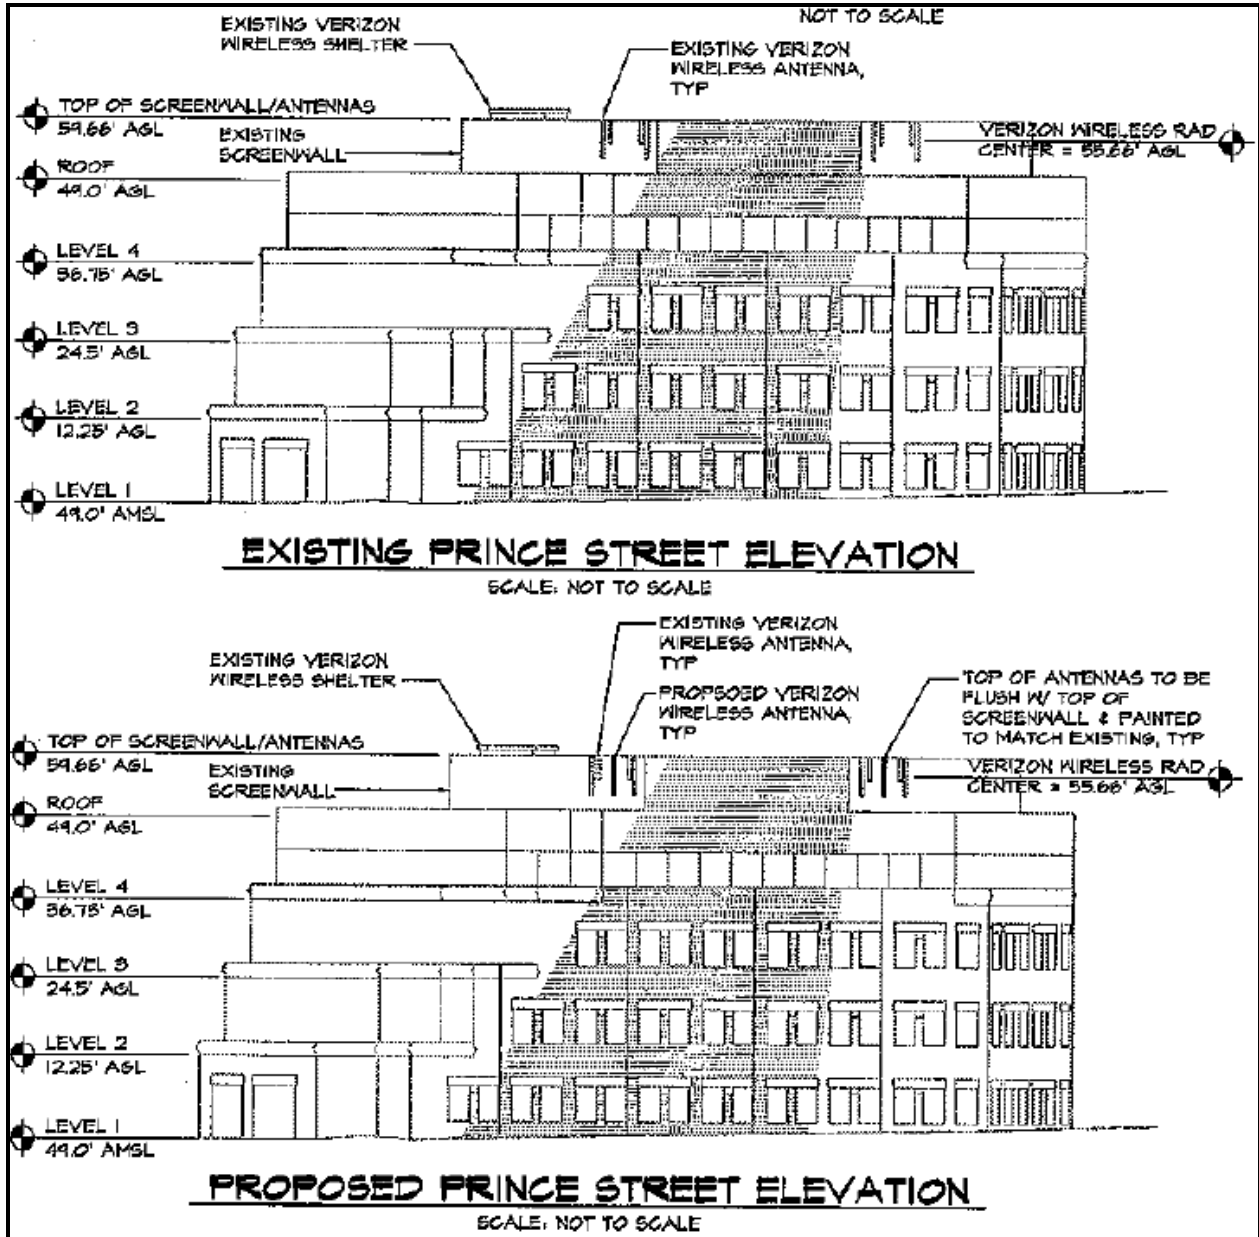 NOT TO SCALE
EXISTING VERIZON
WIRELESS SHELTER
EXISTING VERIZON
WIRELESS ANTENNA,
TYP
TOP OF SCREENWALL/ANTENNAS
59.66' AGL
EXISTING
SCREENWALL
VERIZON WIRELESS RAD
CENTER = 55.66' AGL
ROOF
49.0' AGL
LEVEL 4
36.75' AGL
LEVEL 3
24.5' AGL
LEVEL 2
12.25' AGL
LEVEL 1
49.0' AMSL
EXISTING PRINCE STREET ELEVATION
SCALE: NOT TO SCALE
EXISTING VERIZON
WIRELESS ANTENNA,
TYP
EXISTING VERIZON
WIRELESS SHELTER
PROPSOED VERIZON
WIRELESS ANTENNA,
TYP
TOP OF ANTENNAS TO BE
FLUSH W/ TOP OF
SCREENWALL & PAINTED
TO MATCH EXISTING, TYP
TOP OF SCREENWALL/ANTENNAS
59.66' AGL
EXISTING
SCREENWALL
VERIZON WIRELESS RAD
CENTER = 55.66' AGL
ROOF
49.0' AGL
LEVEL 4
36.75' AGL
LEVEL 3
24.5' AGL
LEVEL 2
12.25' AGL
LEVEL 1
49.0' AMSL
PROPOSED PRINCE STREET ELEVATION
SCALE: NOT TO SCALE